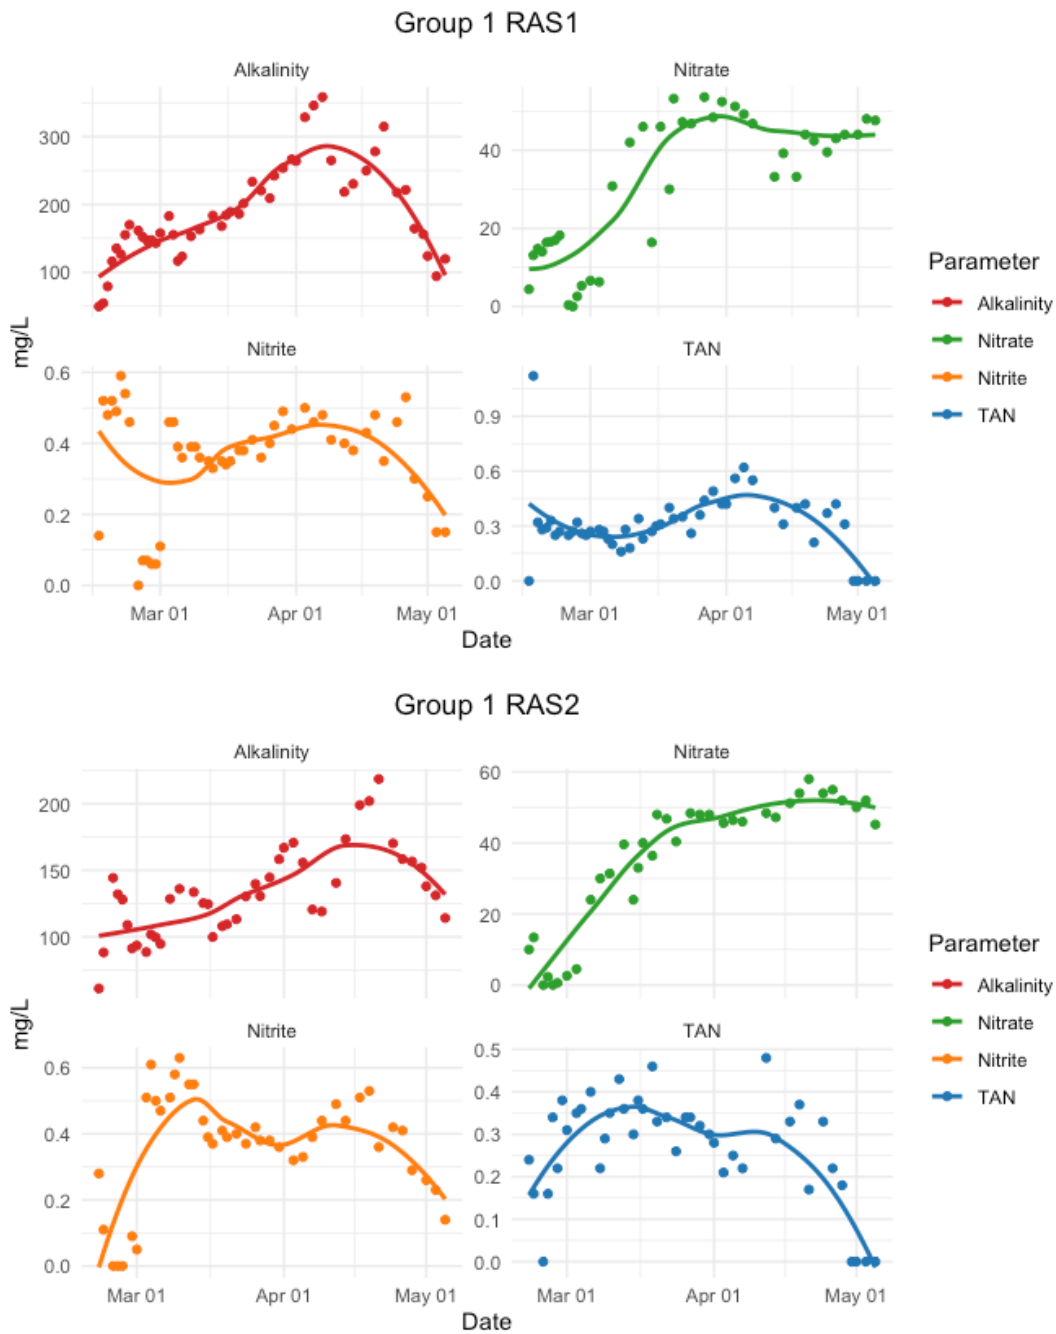 Group 1 RAS1
Alkalinity
Nitrate
300
200
100
40
20
0
mg/L
Nitrite
TAN
0.6
0.4
0.2
0.0
0.9
0.6
0.3
0.0
Mar 01 Apr 01 May 01
Mar 01 Apr 01 May 01
Date
Parameter
Alkalinity
Nitrate
Nitrite
TAN
Group 1 RAS2
Alkalinity
Nitrate
200
150
100
60
40
20
0
mg/L
Nitrite
TAN
0.6
0.4
0.2
0.0
0.5
0.4
0.3
0.2
0.1
0.0
Mar 01 Apr 01 May 01
Mar 01 Apr 01 May 01
Date
Parameter
Alkalinity
Nitrate
Nitrite
TAN